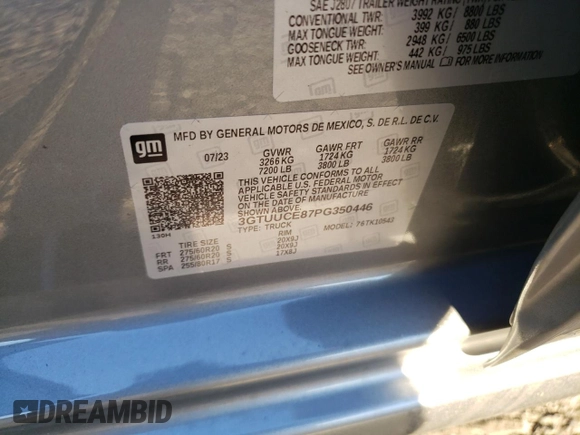 SAE J2807 TRAILER WEIGHT RATING
CONVENTIONAL TWR: 3992 KG/ 8800 LBS
MAX TONGUE WEIGHT: 399 KG/ 880 LBS
GOOSENECK TWR: 2948 KG/ 6500 LBS
MAX TONGUE WEIGHT: 442 KG/ 975 LBS
SEE OWNER'S MANUAL FOR MORE INFORMATION
gm
MFD BY GENERAL MOTORS DE MEXICO, S. DE R.L. DE C.V.
07/23 GVWR GAWR FRT GAWR RR
3266 KG 1724 KG 1724 KG
7200 LB 3800 LB 3800 LB
THIS VEHICLE CONFORMS TO ALL
APPLICABLE U.S. FEDERAL MOTOR
VEHICLE SAFETY STANDARDS IN EFFECT
ON THE DATE OF MANUFACTURE
SHOWN ABOVE.
3GTUUCE87PG350446
TYPE: TRUCK MODEL: T6TK10543
TIRE SIZE RIM
FRT 275/60R20 S 20X9J
RR 275/60R20 S 20X9J
SPA 255/80R17 S 17X8J
DREAMBID